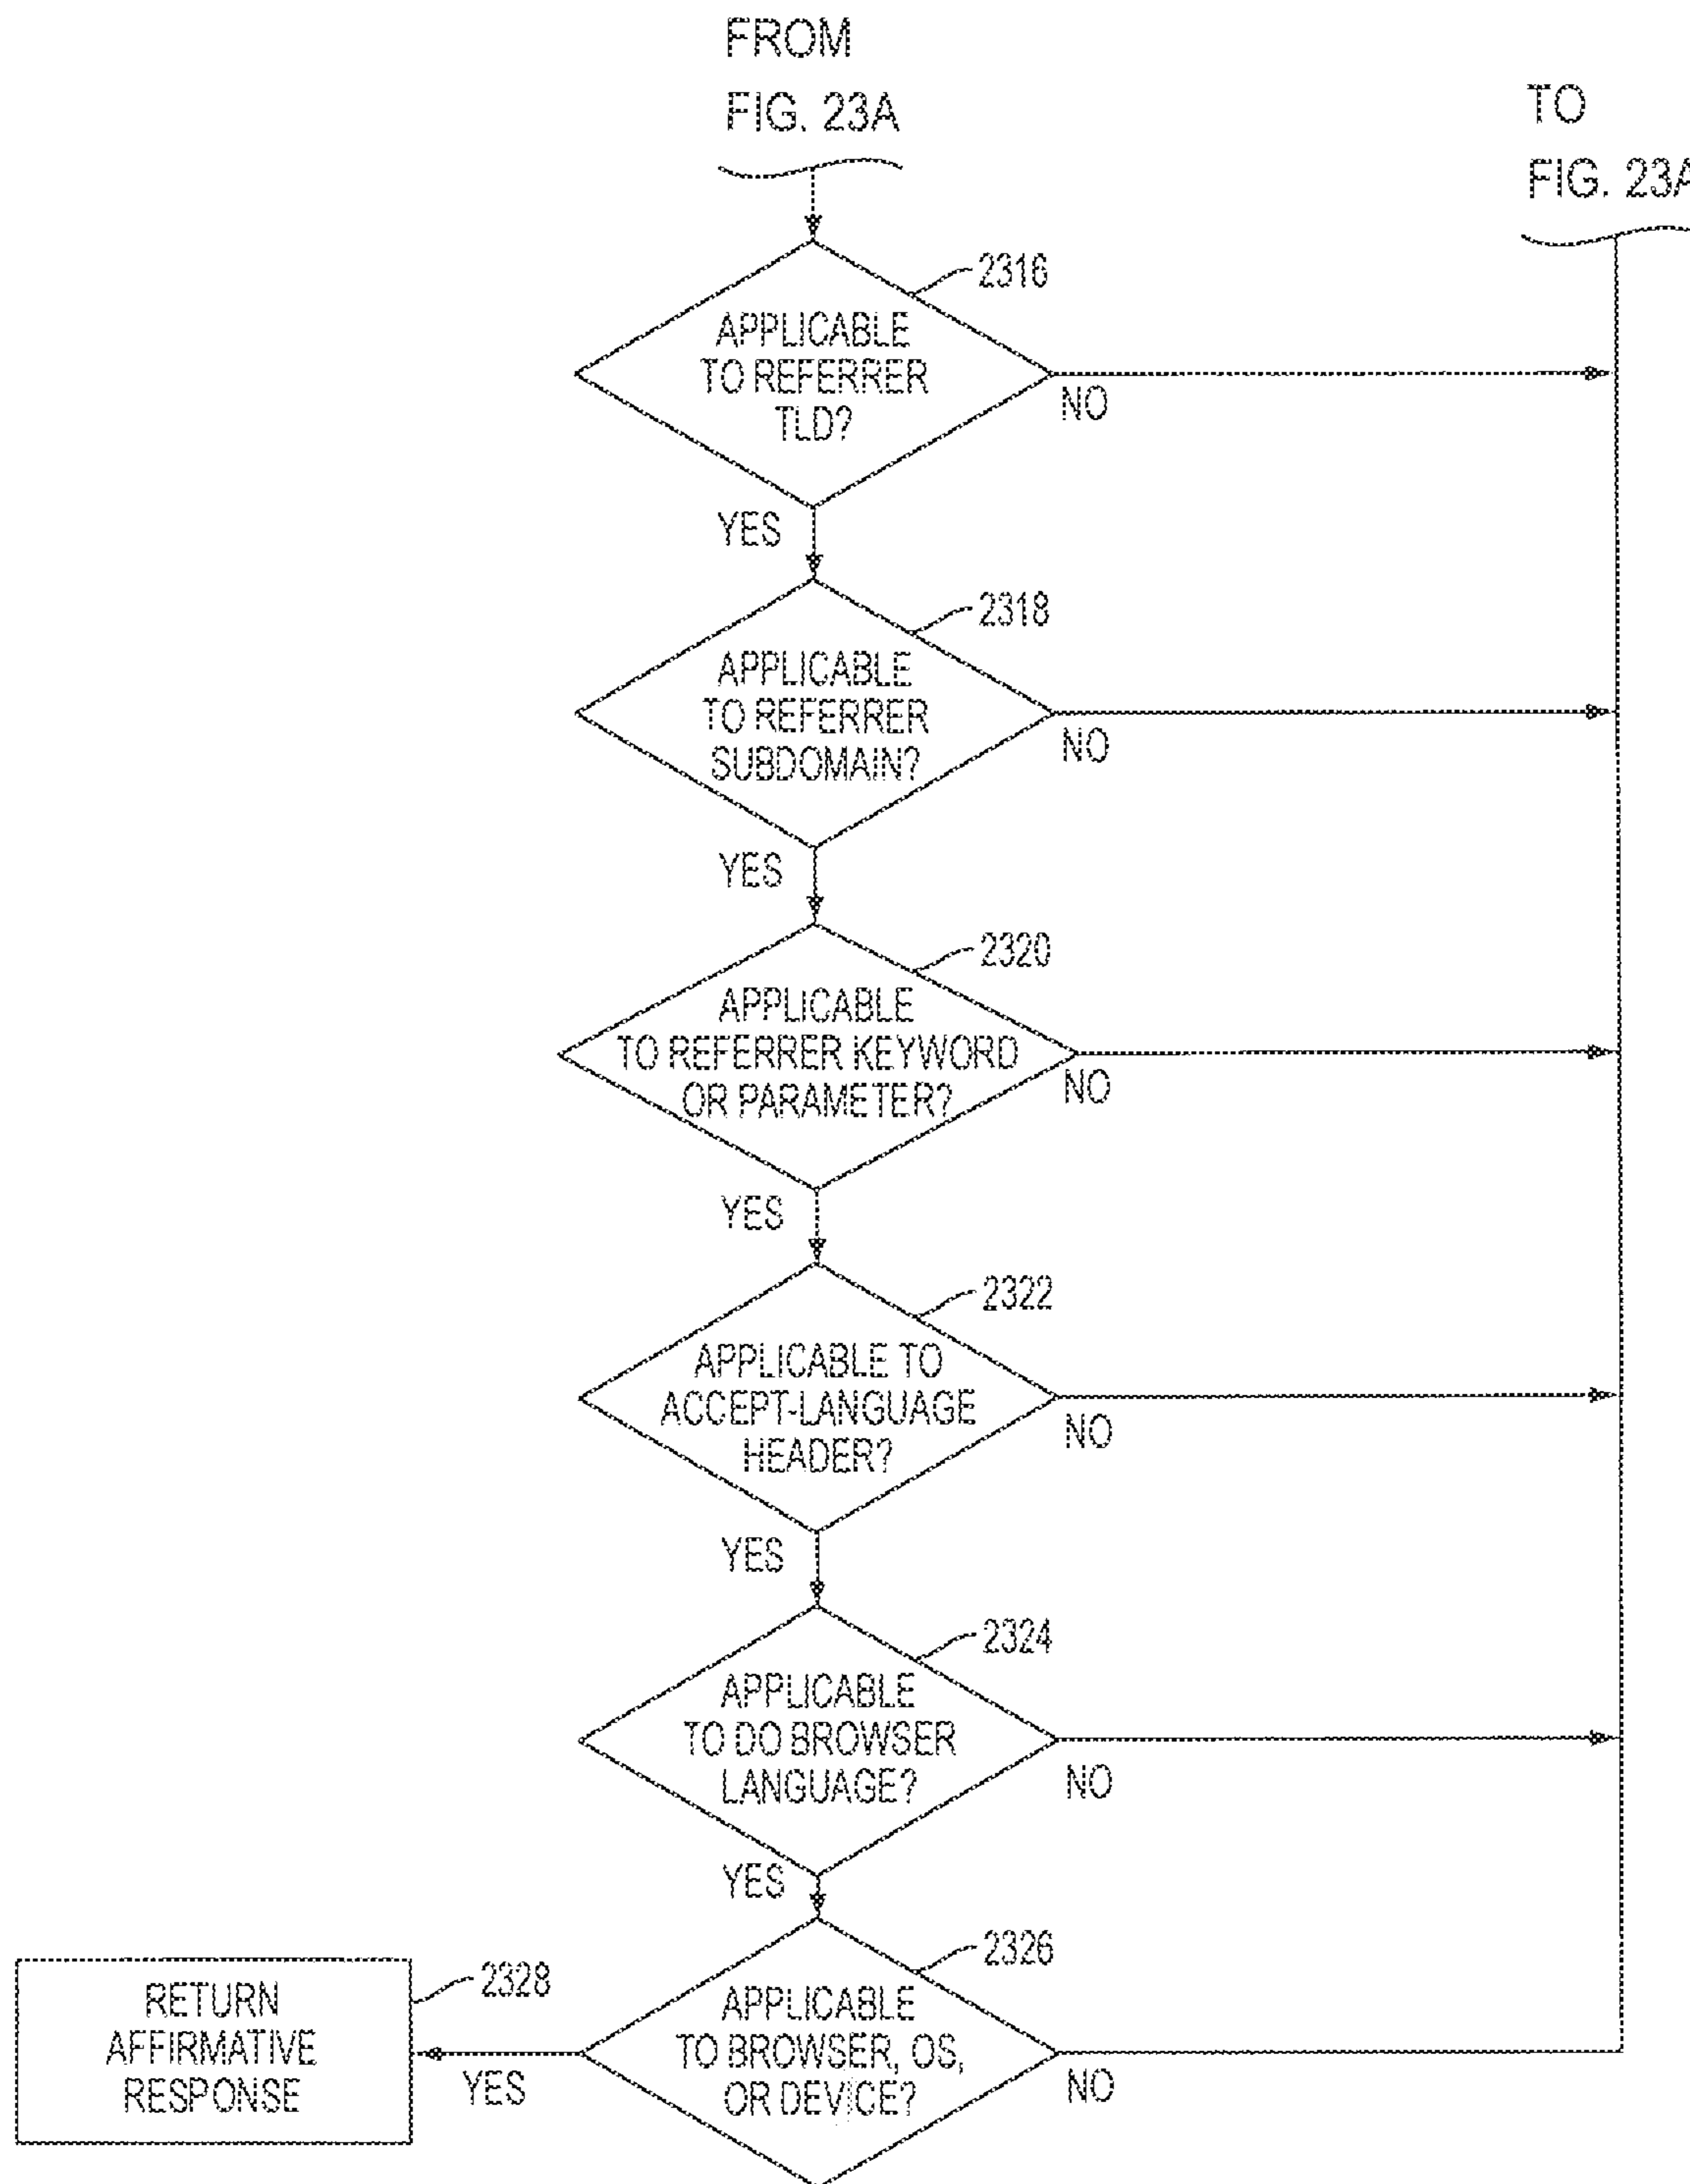 FROM
FIG. 23A
TO
FIG. 23A
2316
APPLICABLE
TO REFERRER
TLD?
NO
YES
2318
APPLICABLE
TO REFERRER
SUBDOMAIN?
NO
YES
2320
APPLICABLE
TO REFERRER KEYWORD
OR PARAMETER?
NO
YES
2322
APPLICABLE TO
ACCEPT-LANGUAGE
HEADER?
NO
YES
2324
APPLICABLE
TO DO BROWSER
LANGUAGE?
NO
YES
2326
APPLICABLE
TO BROWSER, OS,
OR DEVICE?
NO
YES
2328
RETURN
AFFIRMATIVE
RESPONSE